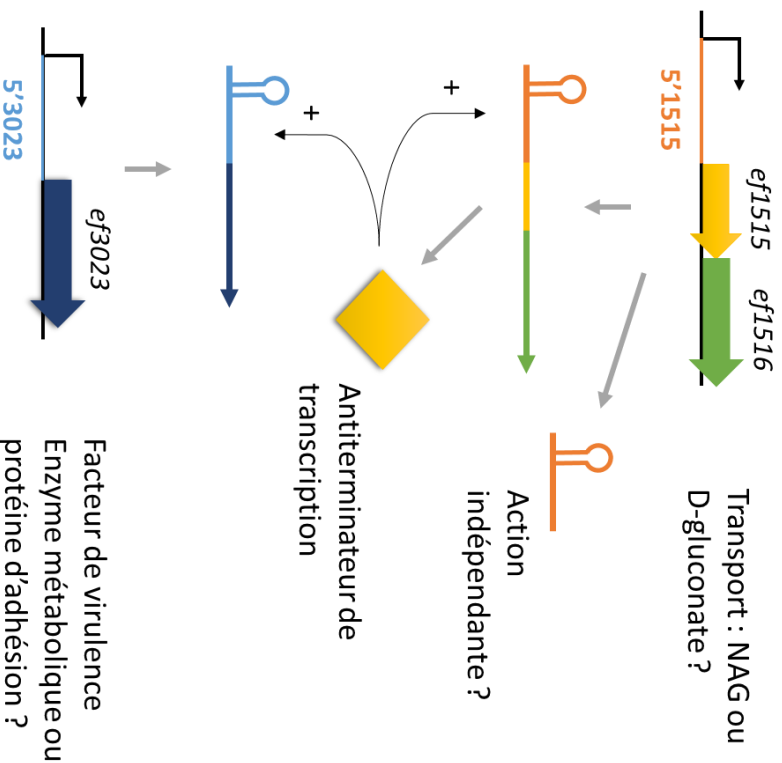 ef1515
ef1516
5’1515
Transport : NAG ou
D-gluconate ?
+
+
Action
indépendante ?
Antiterminateur de
transcription
ef3023
5’3023
Facteur de virulence
Enzyme métabolique ou
protéine d’adhésion ?